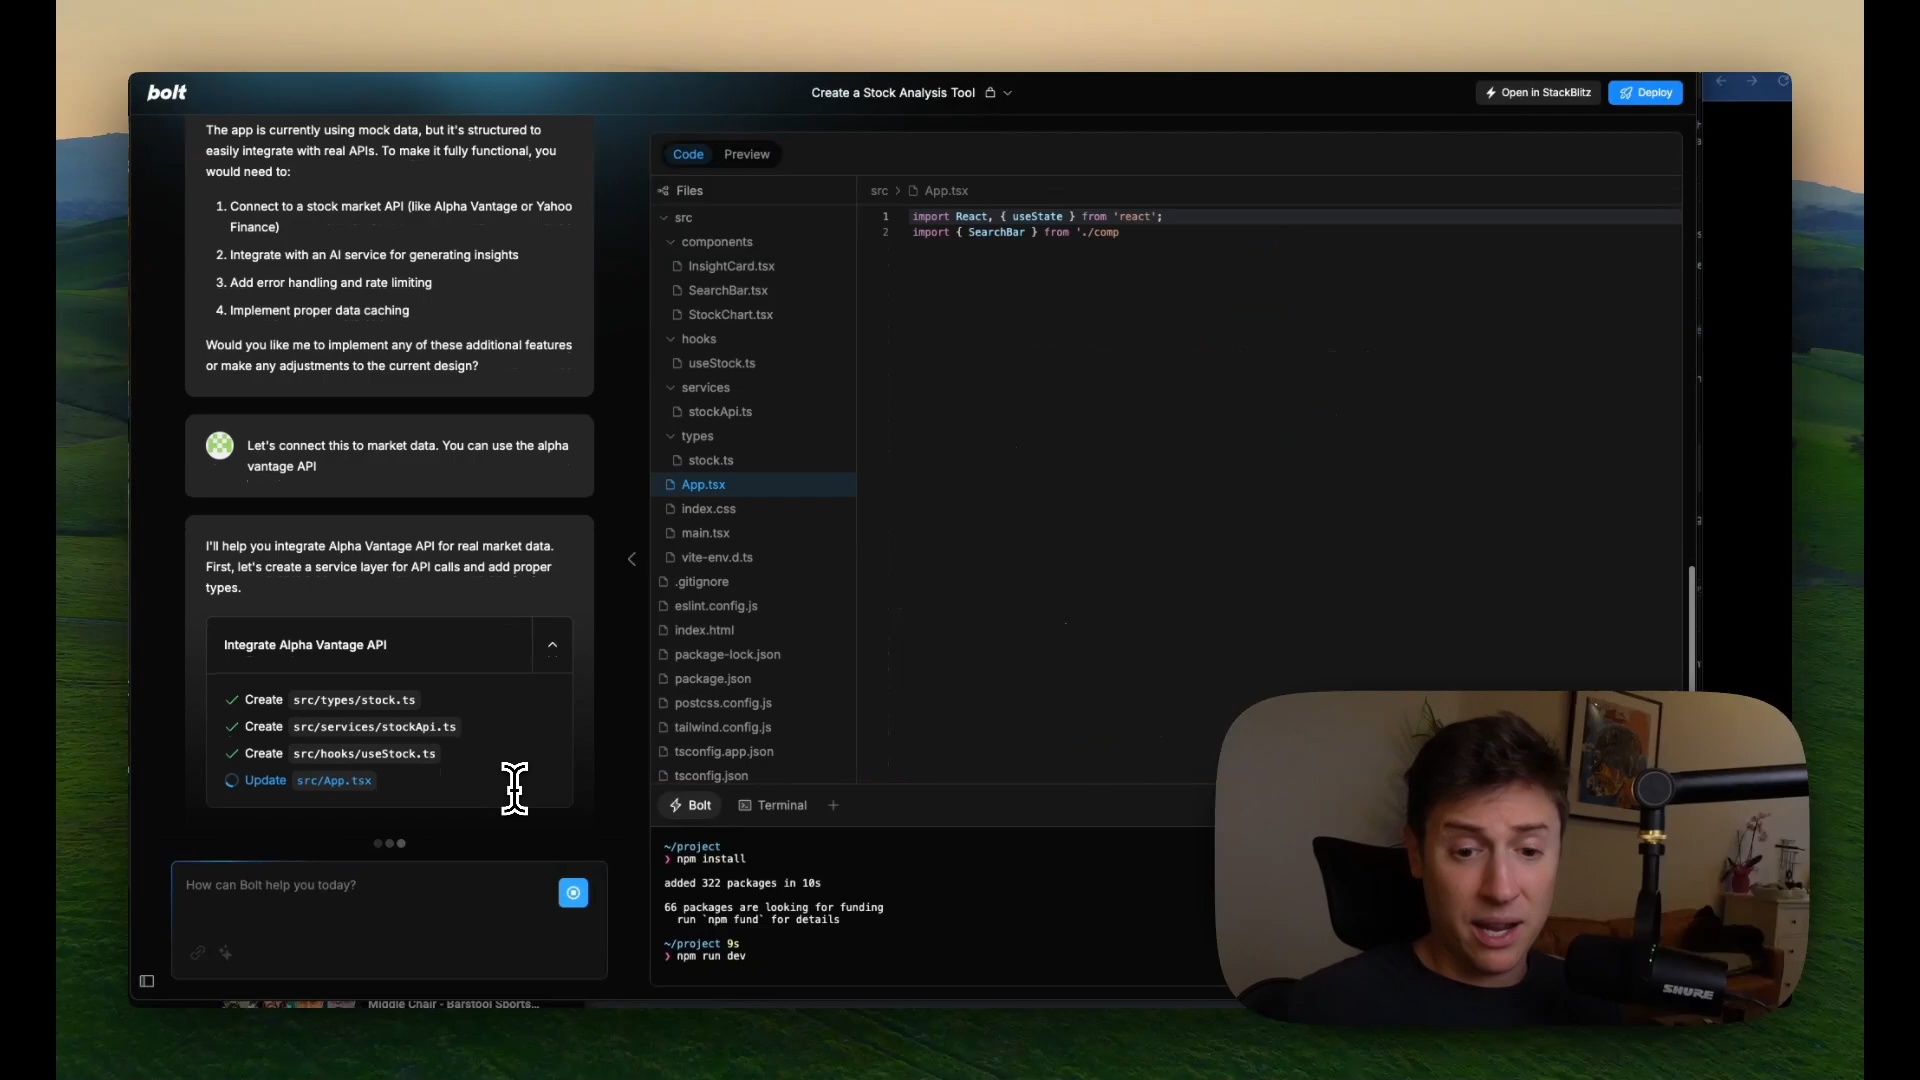 bolt
Create a Stock Analysis Tool
Open in StackBlitz
Deploy
The app is currently using mock data, but it's structured to
easily integrate with real APIs. To make it fully functional, you
would need to:
1. Connect to a stock market API (like Alpha Vantage or Yahoo
Finance)
2. Integrate with an AI service for generating insights
3. Add error handling and rate limiting
4. Implement proper data caching
Would you like me to implement any of these additional features
or make any adjustments to the current design?
Let's connect this to market data. You can use the alpha
vantage API
I'll help you integrate Alpha Vantage API for real market data.
First, let's create a service layer for API calls and add proper
types.
Integrate Alpha Vantage API
Create src/types/stock.ts
Create src/services/stockApi.ts
Create src/hooks/useStock.ts
Update src/App.tsx
How can Bolt help you today?
Code Preview
Files
src
components
InsightCard.tsx
SearchBar.tsx
StockChart.tsx
hooks
useStock.ts
services
stockApi.ts
types
stock.ts
App.tsx
index.css
main.tsx
vite-env.d.ts
.gitignore
eslint.config.js
index.html
package-lock.json
package.json
postcss.config.js
tailwind.config.js
tsconfig.app.json
tsconfig.json
src > App.tsx
1 import React, { useState } from 'react';
2 import { SearchBar } from './comp
Bolt Terminal +
~/project
❯ npm install
added 322 packages in 10s
66 packages are looking for funding
run `npm fund` for details
~/project 9s
❯ npm run dev
Middle Chair - Barstool Sports...
SHURE